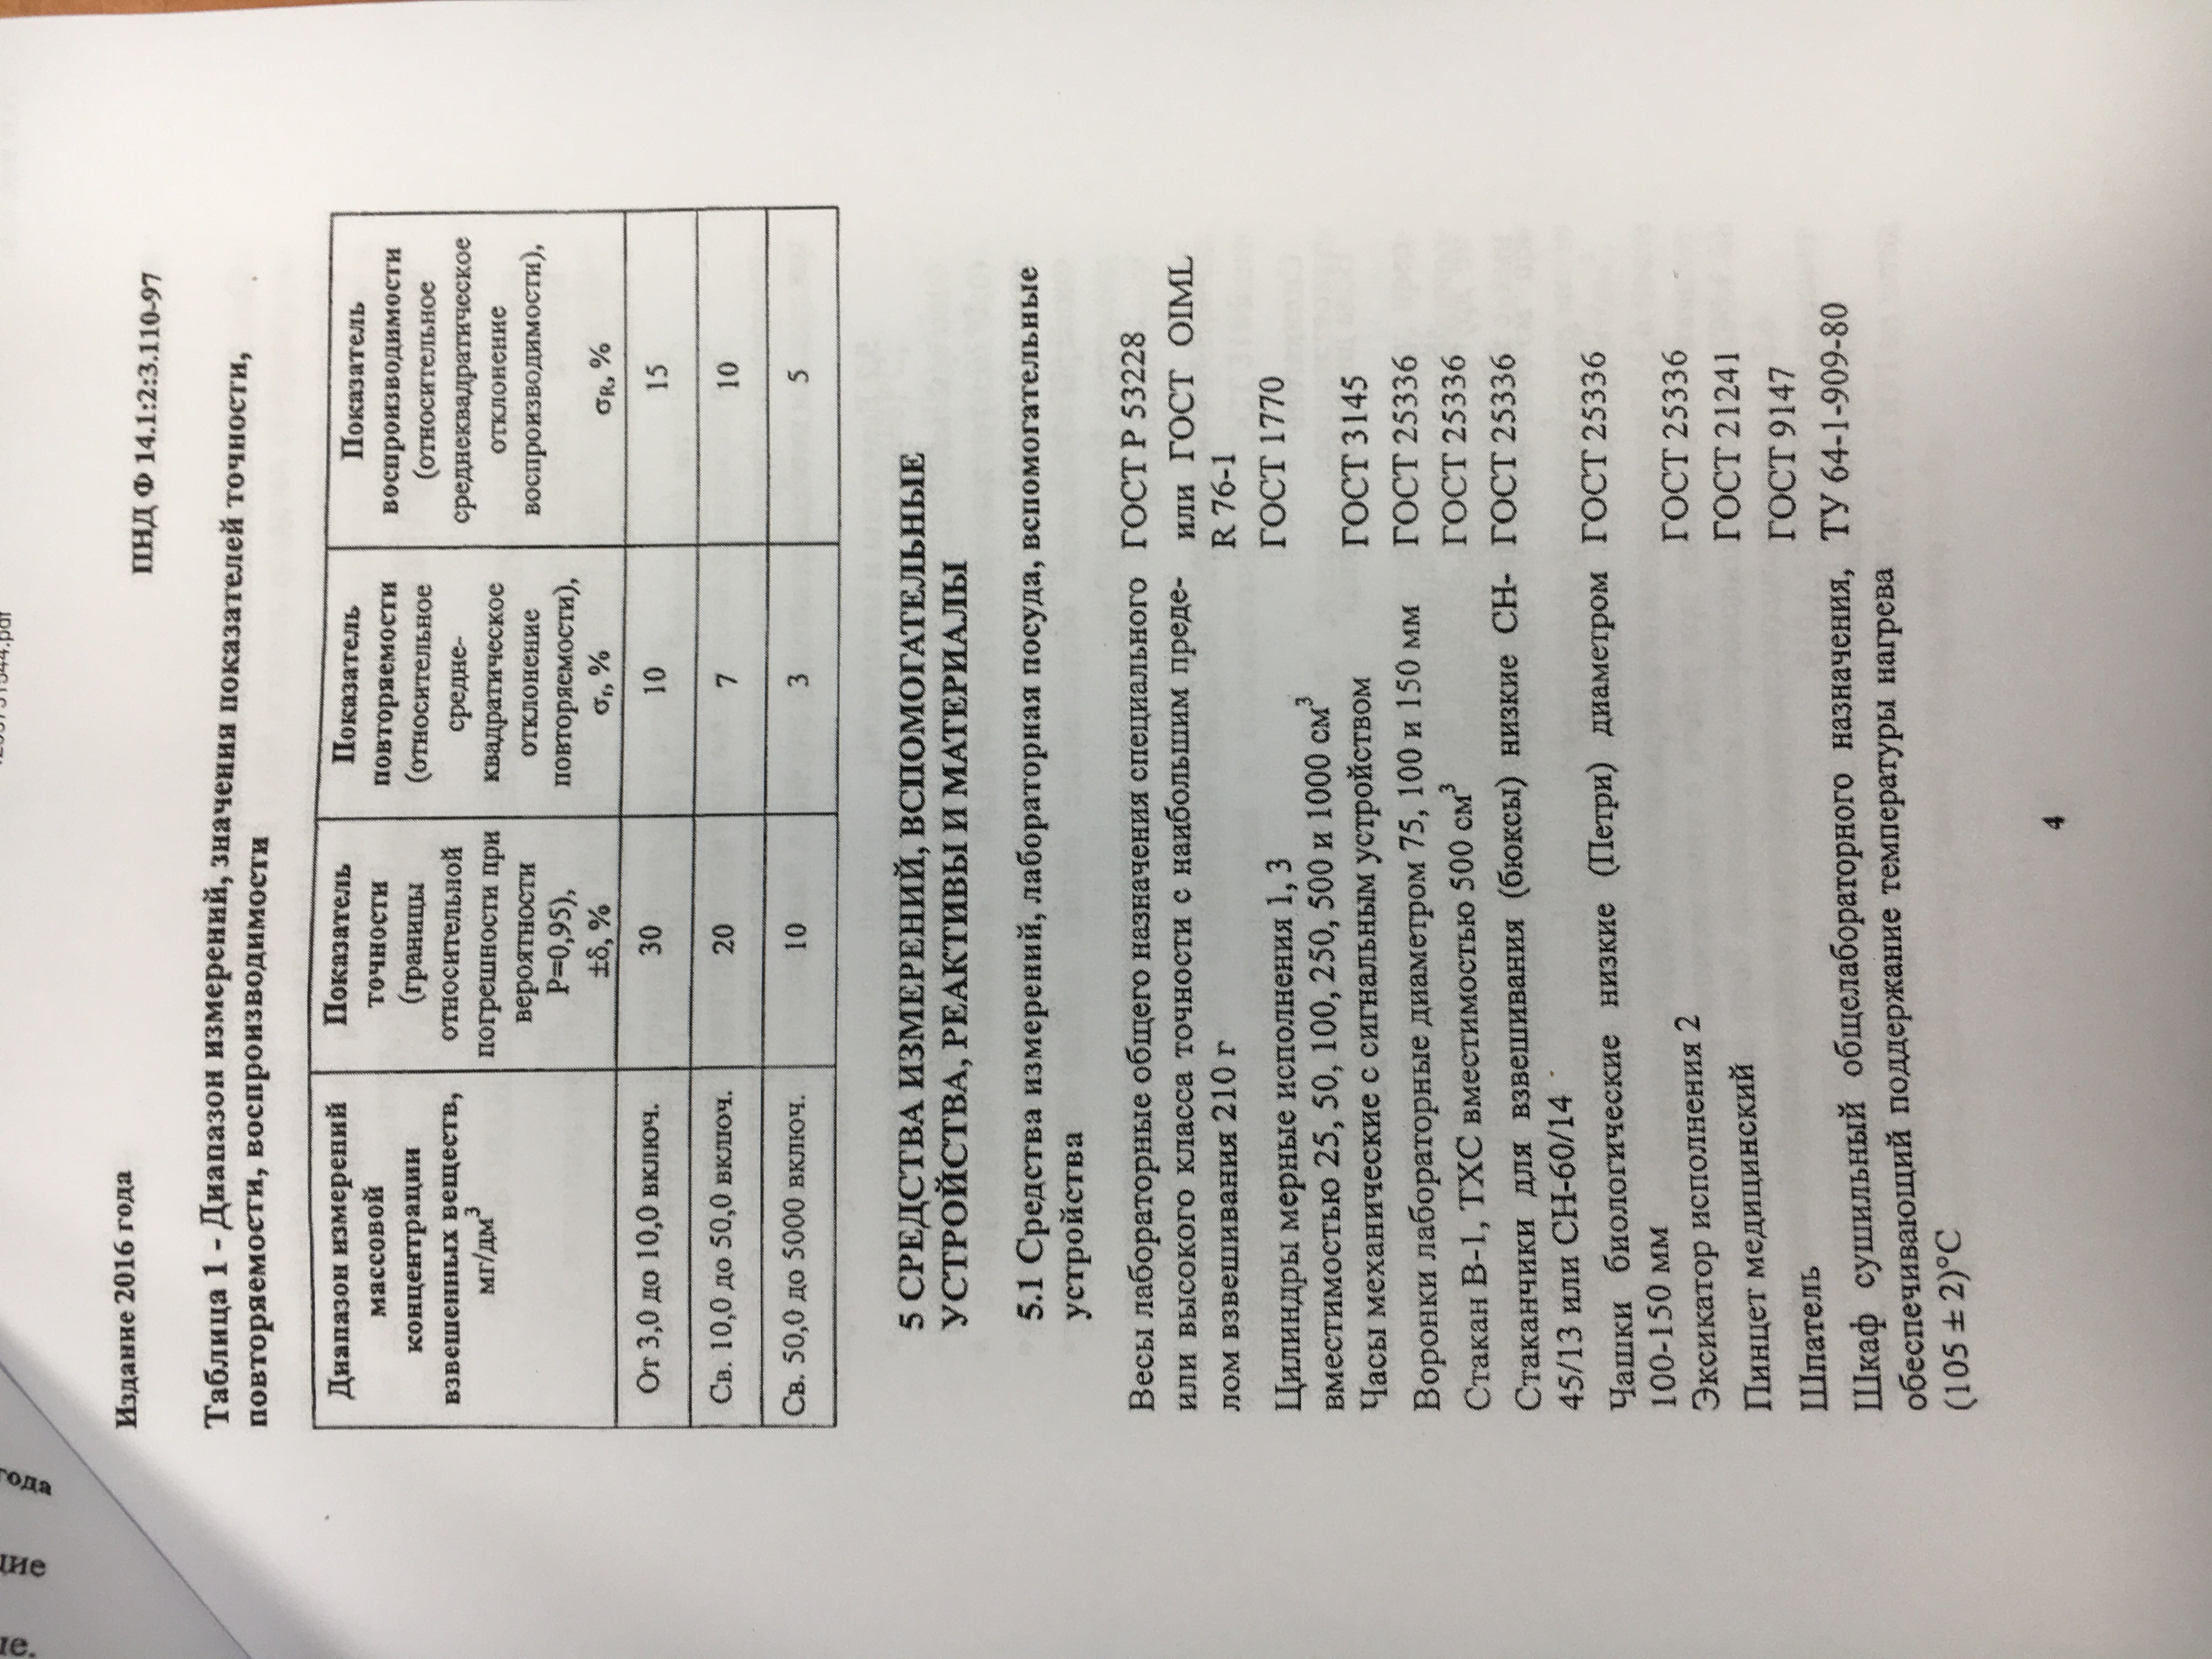 Издание 2016 года
ПНД Ф 14.1:2:3.110-97
Таблица 1 - Диапазон измерений, значения показателей точности,
повторяемости, воспроизводимости
Диапазон измерений
массовой
концентрации
взвешенных веществ,
мг/дм³
Показатель
точности
(границы
относительной
погрешности при
вероятности
Р=0,95),
±δ, %
Показатель
повторяемости
(относительное
средне-
квадратическое
отклонение
повторяемости),
σr, %
Показатель
воспроизводимости
(относительное
среднеквадратическое
отклонение
воспроизводимости),
σR, %
От 3,0 до 10,0 включ. 30 10 15
Св. 10,0 до 50,0 включ. 20 7 10
Св. 50,0 до 5000 включ. 10 3 5
5 СРЕДСТВА ИЗМЕРЕНИЙ, ВСПОМОГАТЕЛЬНЫЕ
УСТРОЙСТВА, РЕАКТИВЫ И МАТЕРИАЛЫ
5.1 Средства измерений, лабораторная посуда, вспомогательные
устройства
Весы лабораторные общего назначения специального ГОСТ Р 53228
или высокого класса точности с наибольшим преде- или ГОСТ OIML
лом взвешивания 210 г R 76-1
Цилиндры мерные исполнения 1, 3 ГОСТ 1770
вместимостью 25, 50, 100, 250, 500 и 1000 см³
Часы механические с сигнальным устройством ГОСТ 3145
Воронки лабораторные диаметром 75, 100 и 150 мм ГОСТ 25336
Стакан В-1, ТХС вместимостью 500 см³ ГОСТ 25336
Стаканчики для взвешивания (бюксы) низкие СН- ГОСТ 25336
45/13 или СН-60/14
Чашки биологические низкие (Петри) диаметром ГОСТ 25336
100-150 мм
Эксикатор исполнения 2 ГОСТ 25336
Пинцет медицинский ГОСТ 21241
Шпатель ГОСТ 9147
Шкаф сушильный общелабораторного назначения, ТУ 64-1-909-80
обеспечивающий поддержание температуры нагрева
(105 ± 2)°С
4
года